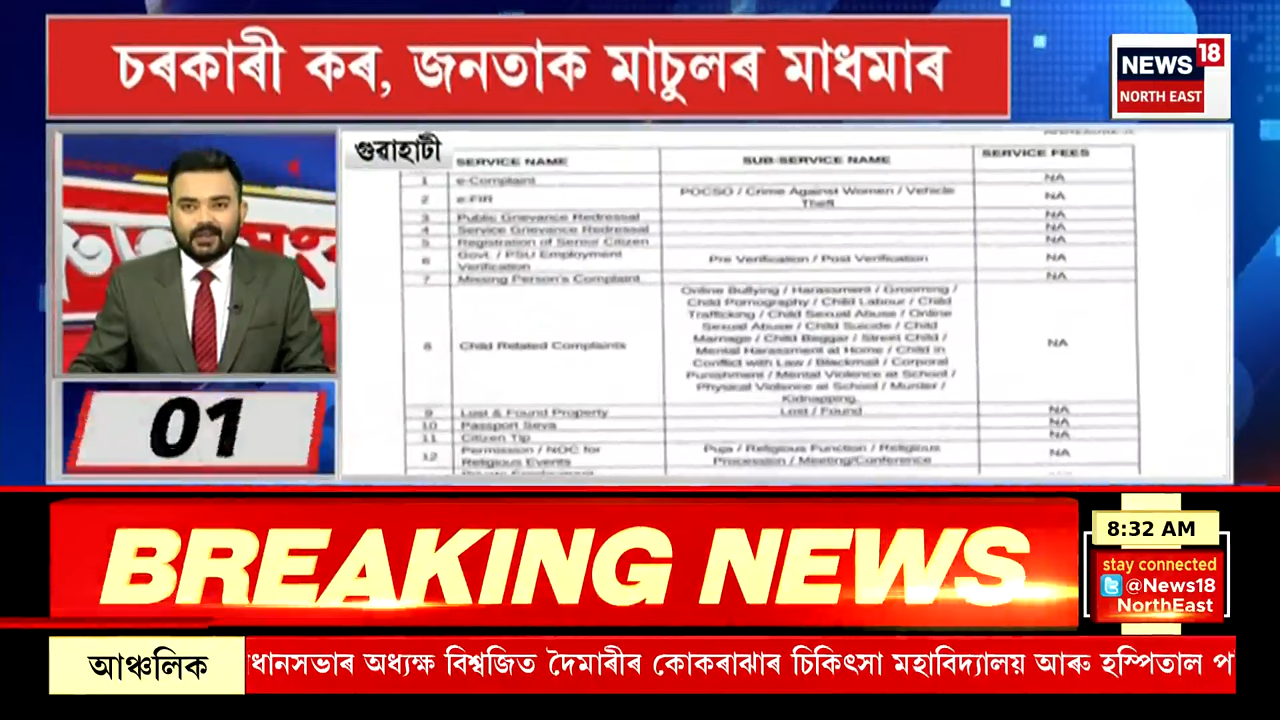 চৰকাৰী কৰ, জনতাক মাচুলৰ মাধমাৰ
NEWS 18
NORTH EAST
গুৱাহাটী
SERVICE NAME SUB SERVICE NAME SERVICE FEES
1 e-Complaint NA
2 e-FIR POCSO / Crime Against Women / Vehicle Theft NA
3 Public Grievance Redressal NA
4 Service Grievance Redressal NA
5 Registration of Senior Citizen NA
6 Govt. / PSU Employment Verification Pre Verification / Post Verification NA
7 Missing Person's Complaint NA
8 Child Related Complaints NA
Online Bullying / Harassment / Grooming /
Child Pornography / Child Labour / Child
Trafficking / Child Sexual Abuse / Online
Sexual Abuse / Child Suicide / Child
Marriage / Child Beggar / Street Child /
Mental Harassment at Home / Child in
Conflict with Law / Blackmail / Corporal
Punishment / Mental Violence at School /
Physical Violence at School / Murder /
Kidnapping
9 Lost & Found Property Lost / Found NA
10 Passport Seva NA
11 Citizen Tip NA
12 Permission / NOC for Religious Events Puja / Religious Function / Religious Procession / Meeting/Conference NA
01
BREAKING NEWS
8:32 AM
stay connected
@News18
NorthEast
আঞ্চলিক
ধানসভাৰ অধ্যক্ষ বিশ্বজিত দৈমাৰীৰ কোকৰাঝাৰ চিকিৎসা মহাবিদ্যালয় আৰু হস্পিতাল প